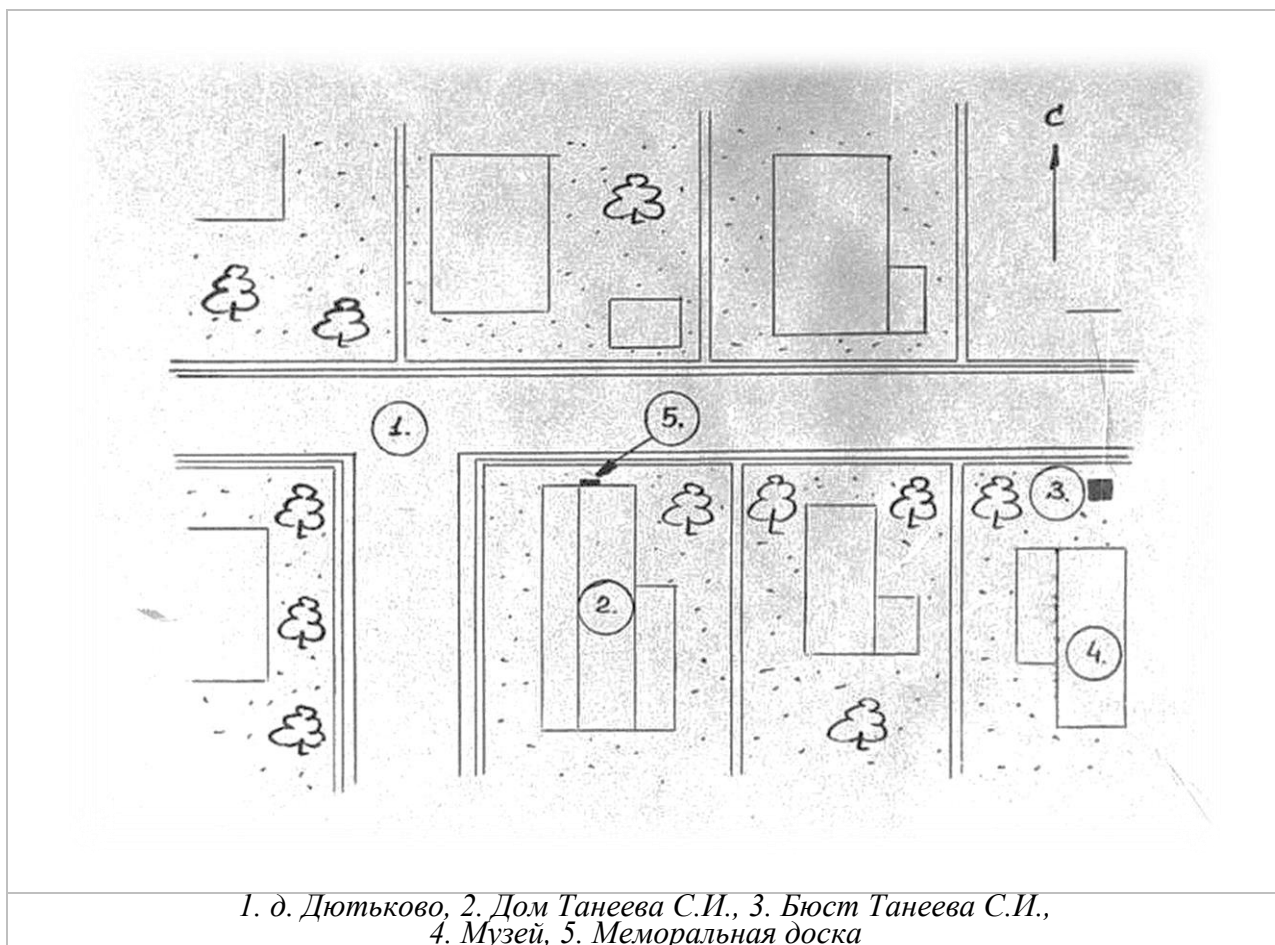 С
1.
5.
3.
2.
4.
1. д. Дютьково, 2. Дом Танеева С.И., 3. Бюст Танеева С.И.,
4. Музей, 5. Меморальная доска